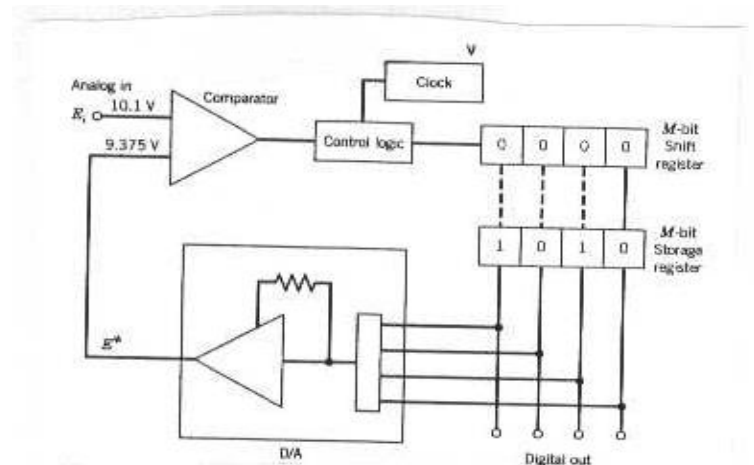 V
Clock
Analog in
Comparator
E, 10.1 V
9.375 V
Control logic
0 0 0 0
M-bit
Snift
register
1 0 1 0
M-bit
Storage
register
E*
D/A
Digital out